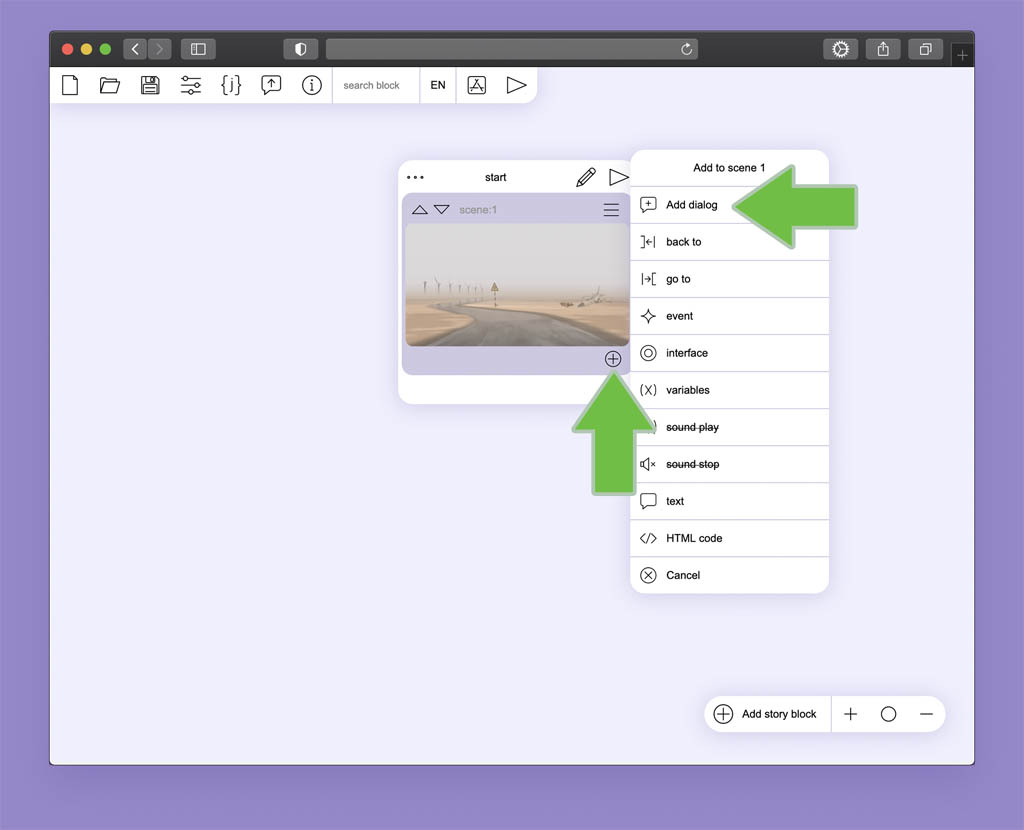 search block
EN
start
scene:1
Add to scene 1
Add dialog
back to
go to
event
interface
(X) variables
sound play
sound stop
text
</> HTML code
Cancel
Add story block